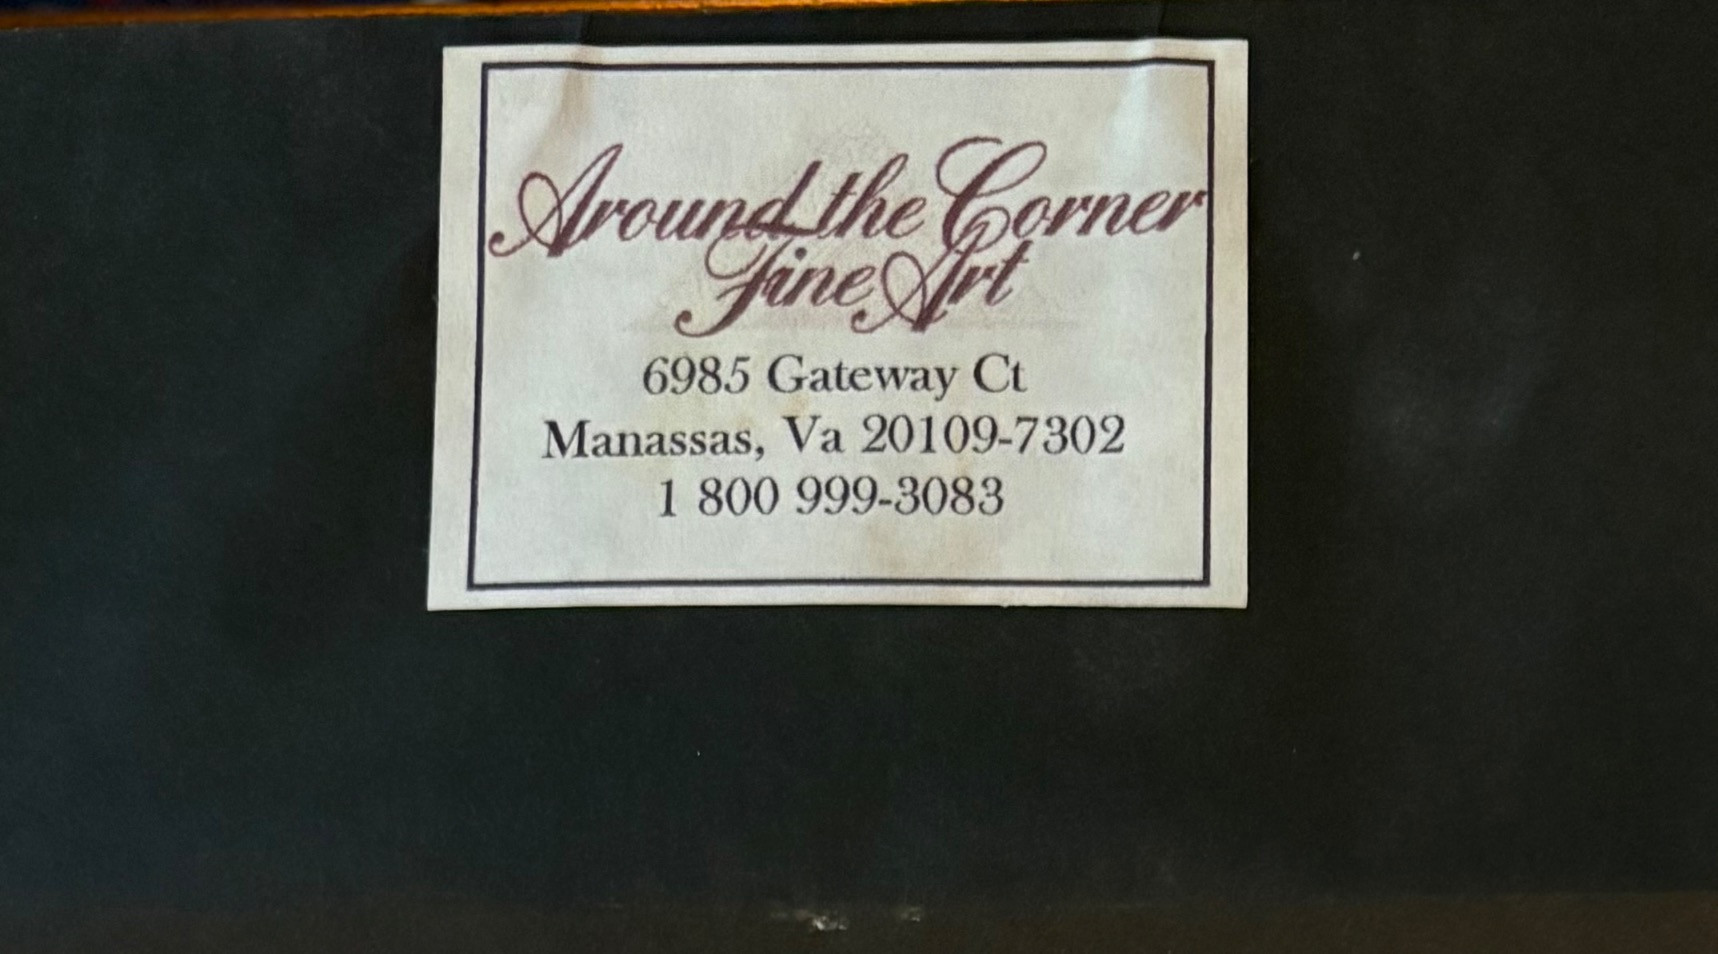 Around the Corner
Fine Art
6985 Gateway Ct
Manassas, Va 20109-7302
1 800 999-3083